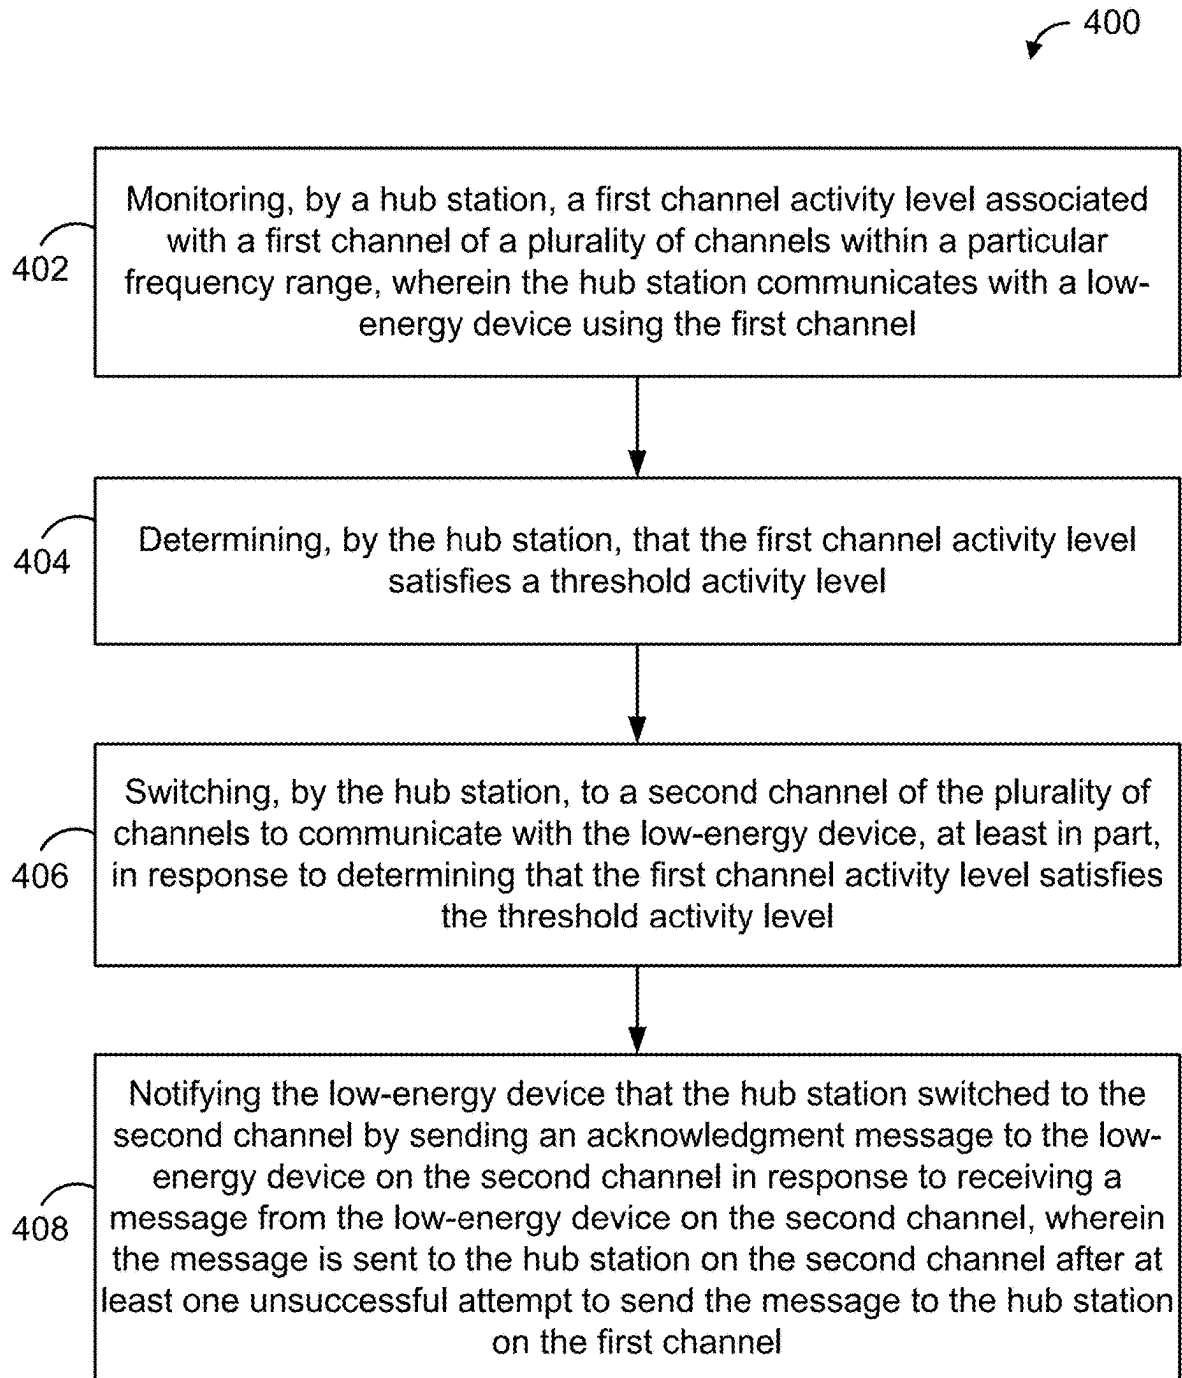 400
Monitoring, by a hub station, a first channel activity level associated
with a first channel of a plurality of channels within a particular
frequency range, wherein the hub station communicates with a low-
energy device using the first channel
402
Determining, by the hub station, that the first channel activity level
satisfies a threshold activity level
404
Switching, by the hub station, to a second channel of the plurality of
channels to communicate with the low-energy device, at least in part,
in response to determining that the first channel activity level satisfies
the threshold activity level
406
Notifying the low-energy device that the hub station switched to the
second channel by sending an acknowledgment message to the low-
energy device on the second channel in response to receiving a
message from the low-energy device on the second channel, wherein
the message is sent to the hub station on the second channel after at
least one unsuccessful attempt to send the message to the hub station
on the first channel
408